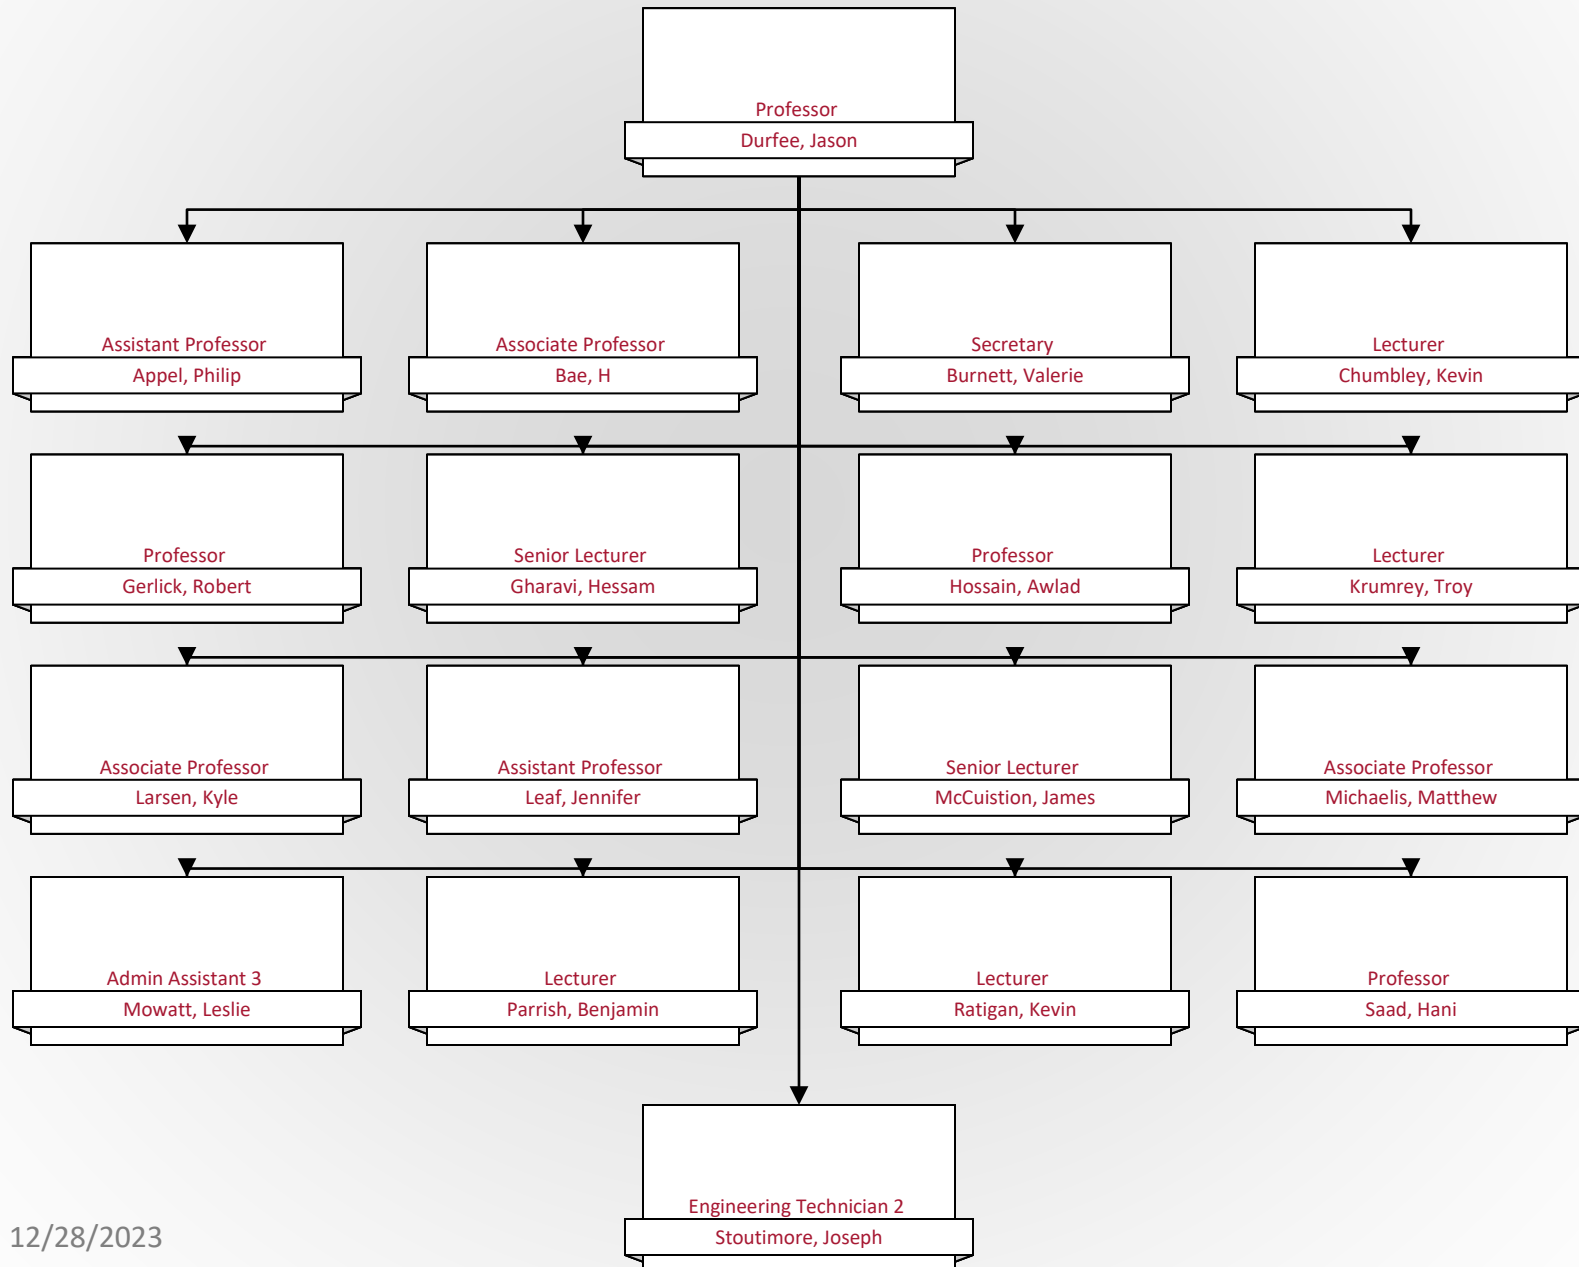 Professor
Durfee, Jason
Assistant Professor
Appel, Philip
Associate Professor
Bae, H
Secretary
Burnett, Valerie
Lecturer
Chumbley, Kevin
Professor
Gerlick, Robert
Senior Lecturer
Gharavi, Hessam
Professor
Hossain, Awlad
Lecturer
Krumrey, Troy
Associate Professor
Larsen, Kyle
Assistant Professor
Leaf, Jennifer
Senior Lecturer
McCuistion, James
Associate Professor
Michaelis, Matthew
Admin Assistant 3
Mowatt, Leslie
Lecturer
Parrish, Benjamin
Lecturer
Ratigan, Kevin
Professor
Saad, Hani
Engineering Technician 2
Stoutimore, Joseph
12/28/2023